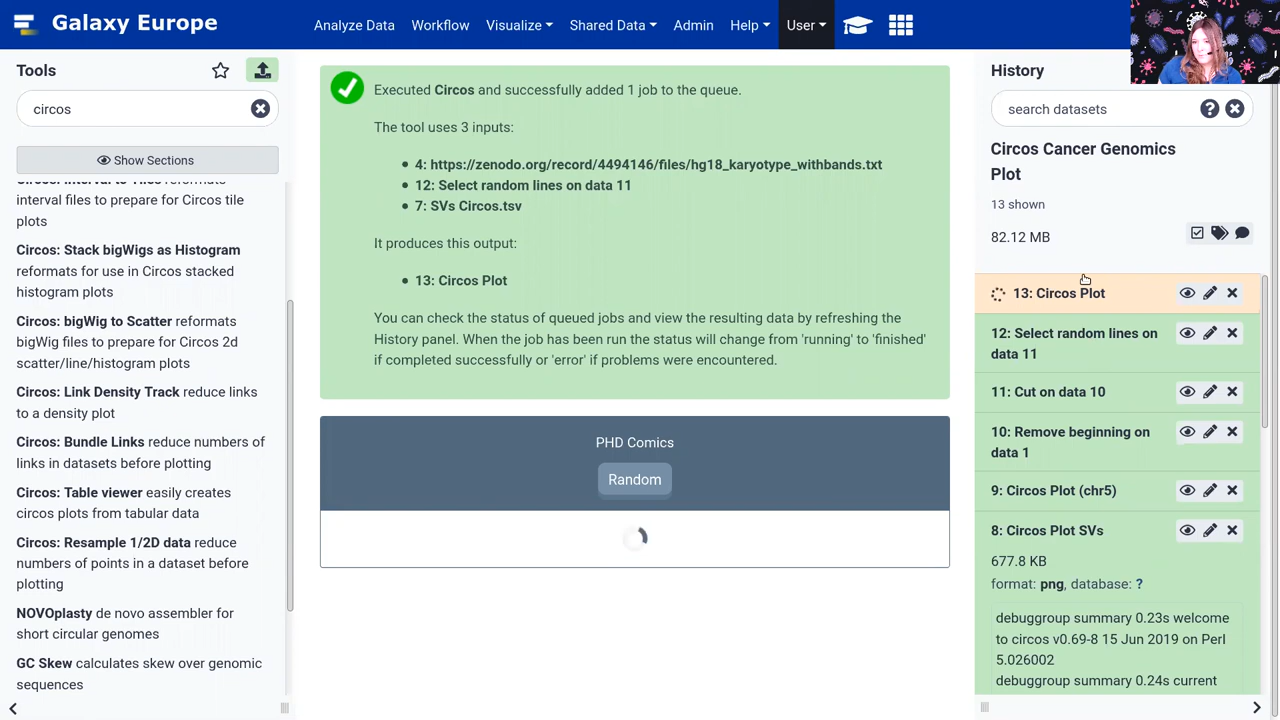 Galaxy Europe
Analyze Data
Workflow
Visualize
Shared Data
Admin
Help
User
Tools
circos
Show Sections
interval files to prepare for Circos tile
plots
Circos: Stack bigWigs as Histogram
reformats for use in Circos stacked
histogram plots
Circos: bigWig to Scatter reformats
bigWig files to prepare for Circos 2d
scatter/line/histogram plots
Circos: Link Density Track reduce links
to a density plot
Circos: Bundle Links reduce numbers of
links in datasets before plotting
Circos: Table viewer easily creates
circos plots from tabular data
Circos: Resample 1/2D data reduce
numbers of points in a dataset before
plotting
NOVOplasty de novo assembler for
short circular genomes
GC Skew calculates skew over genomic
sequences
Executed Circos and successfully added 1 job to the queue.
The tool uses 3 inputs:
4: https://zenodo.org/record/4494146/files/hg18_karyotype_withbands.txt
12: Select random lines on data 11
7: SVs Circos.tsv
It produces this output:
13: Circos Plot
You can check the status of queued jobs and view the resulting data by refreshing the
History panel. When the job has been run the status will change from 'running' to 'finished'
if completed successfully or 'error' if problems were encountered.
PHD Comics
Random
History
search datasets
Circos Cancer Genomics
Plot
13 shown
82.12 MB
13: Circos Plot
12: Select random lines on
data 11
11: Cut on data 10
10: Remove beginning on
data 1
9: Circos Plot (chr5)
8: Circos Plot SVs
677.8 KB
format: png, database: ?
debuggroup summary 0.23s welcome
to circos v0.69-8 15 Jun 2019 on Perl
5.026002
debuggroup summary 0.24s current